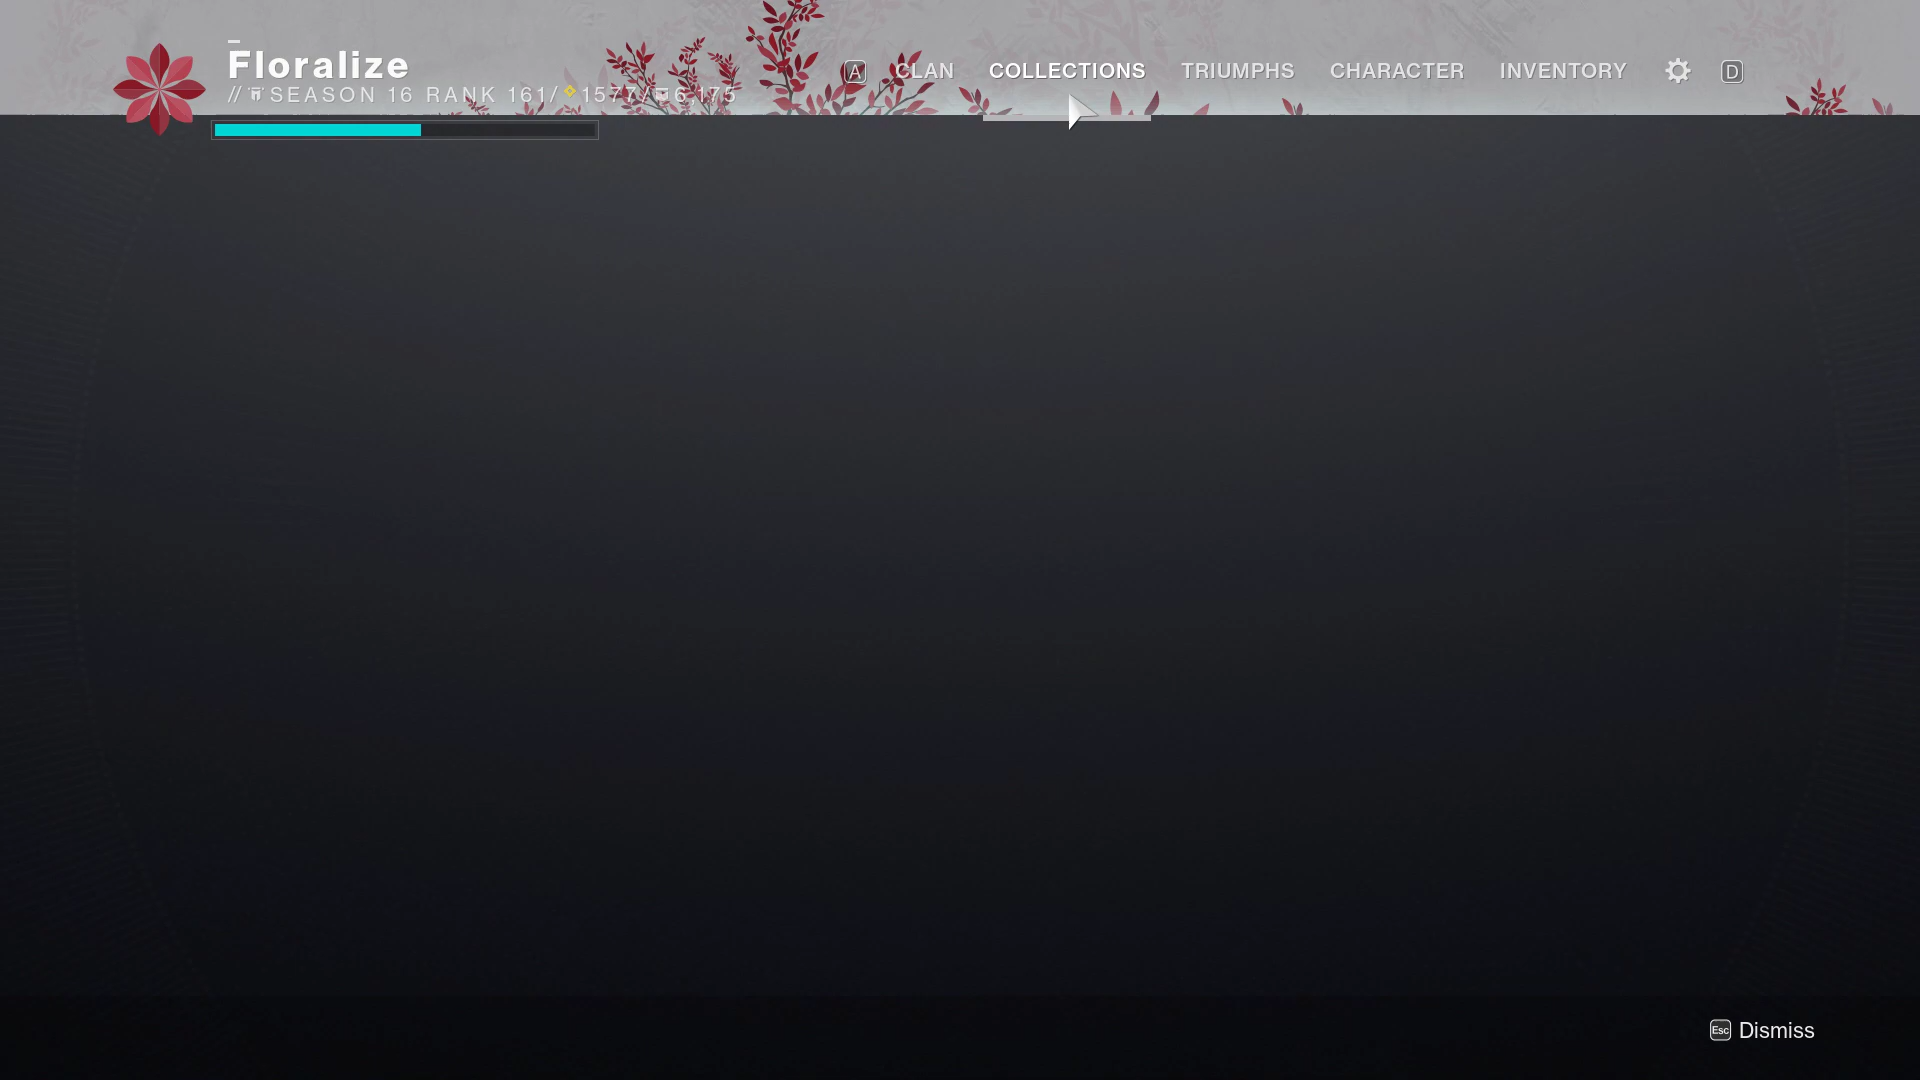 Floralize
// SEASON 16 RANK 161/ 1577/ 6,175
A CLAN COLLECTIONS TRIUMPHS CHARACTER INVENTORY D
Esc Dismiss